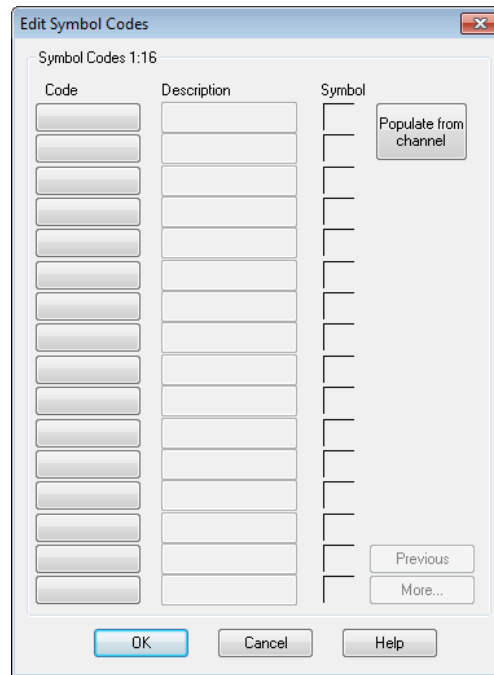 Edit Symbol Codes
Symbol Codes 1:16
Code Description Symbol
Populate from
channel
Previous
More...
OK Cancel Help